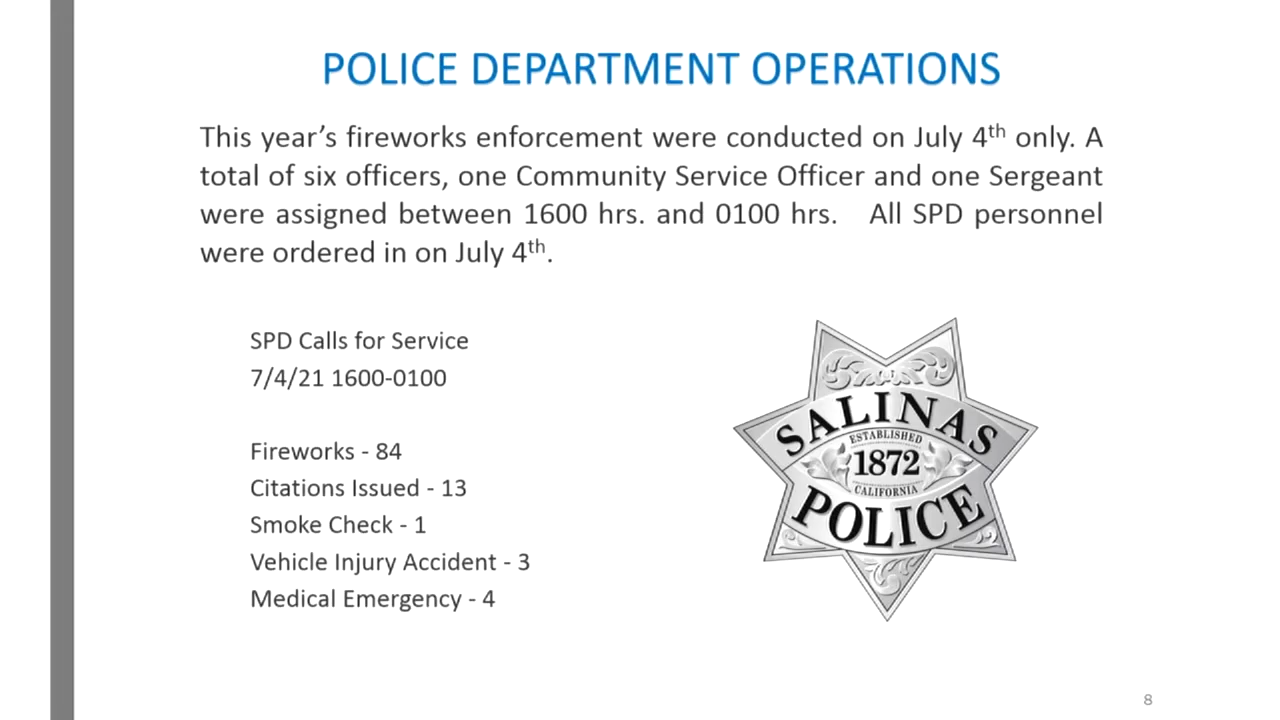 POLICE DEPARTMENT OPERATIONS
This year's fireworks enforcement were conducted on July 4th only. A
total of six officers, one Community Service Officer and one Sergeant
were assigned between 1600 hrs. and 0100 hrs. All SPD personnel
were ordered in on July 4th.
SPD Calls for Service
7/4/21 1600-0100
Fireworks - 84
Citations Issued - 13
Smoke Check - 1
Vehicle Injury Accident - 3
Medical Emergency - 4
SALINAS
ESTABLISHED
1872
CALIFORNIA
POLICE
8